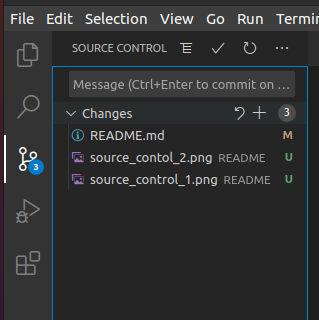 File Edit Selection View Go Run Termin
SOURCE CONTROL
Message (Ctrl+Enter to commit on ...
Changes 3
README.md M
source_contol_2.png README U
source_control_1.png README U
3